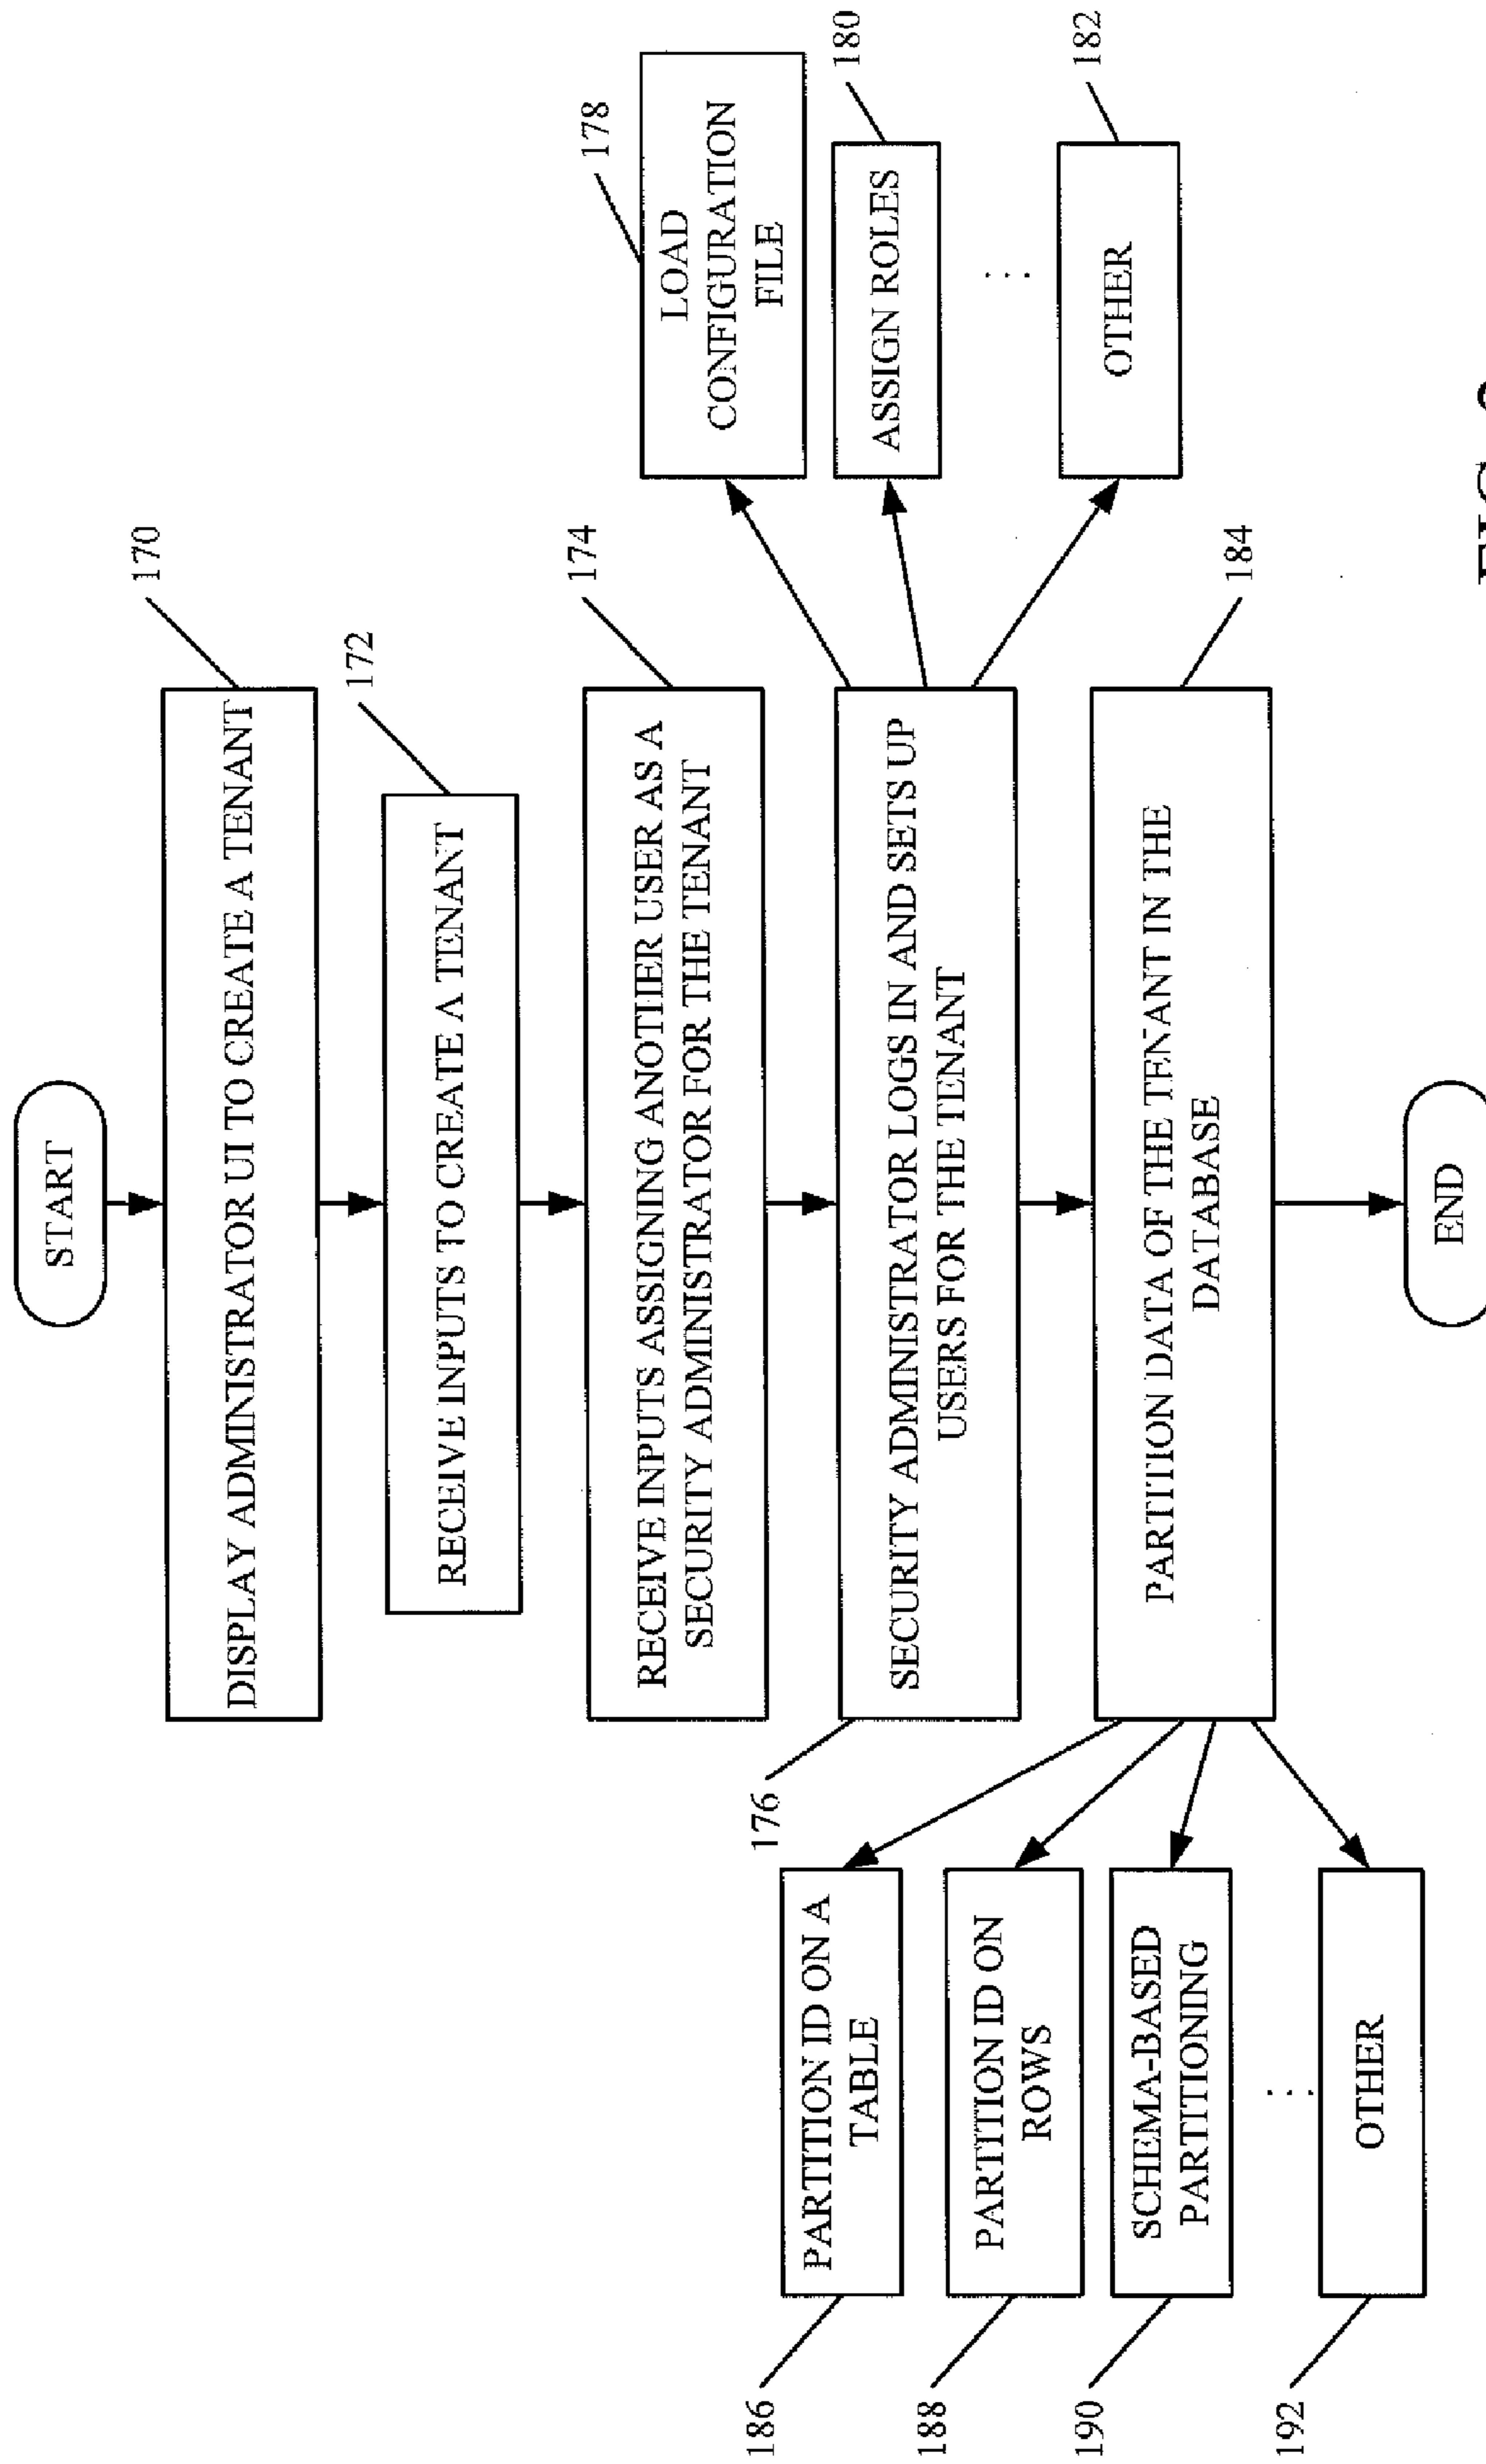 START
DISPLAY ADMINISTRATOR UI TO CREATE A TENANT
170
RECEIVE INPUTS TO CREATE A TENANT
172
RECEIVE INPUTS ASSIGNING ANOTHER USER AS A
SECURITY ADMINISTRATOR FOR THE TENANT
174
SECURITY ADMINISTRATOR LOGS IN AND SETS UP
USERS FOR THE TENANT
176
LOAD
CONFIGURATION
FILE
178
ASSIGN ROLES
180
...
OTHER
182
PARTITION DATA OF THE TENANT IN THE
DATABASE
184
PARTITION ID ON A
TABLE
186
PARTITION ID ON
ROWS
188
SCHEMA-BASED
PARTITIONING
190
...
OTHER
192
END